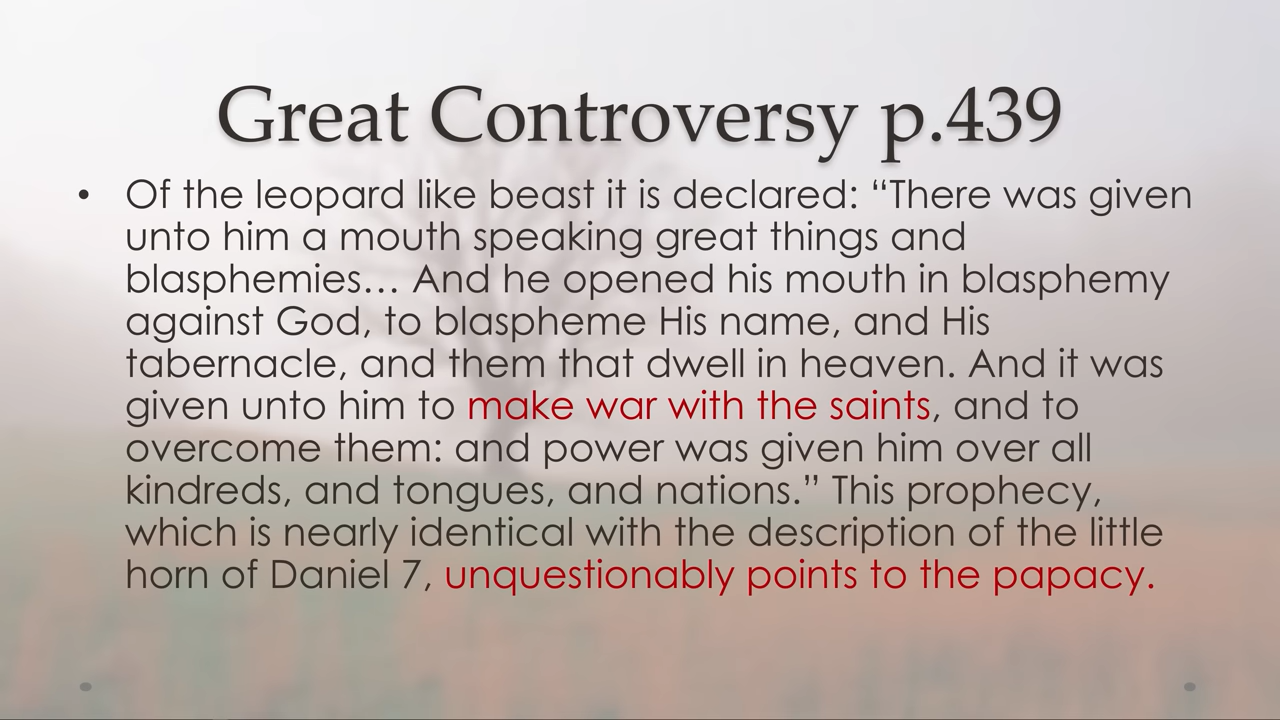 Great Controversy p.439
• Of the leopard like beast it is declared: “There was given
unto him a mouth speaking great things and
blasphemies… And he opened his mouth in blasphemy
against God, to blaspheme His name, and His
tabernacle, and them that dwell in heaven. And it was
given unto him to make war with the saints, and to
overcome them: and power was given him over all
kindreds, and tongues, and nations.” This prophecy,
which is nearly identical with the description of the little
horn of Daniel 7, unquestionably points to the papacy.